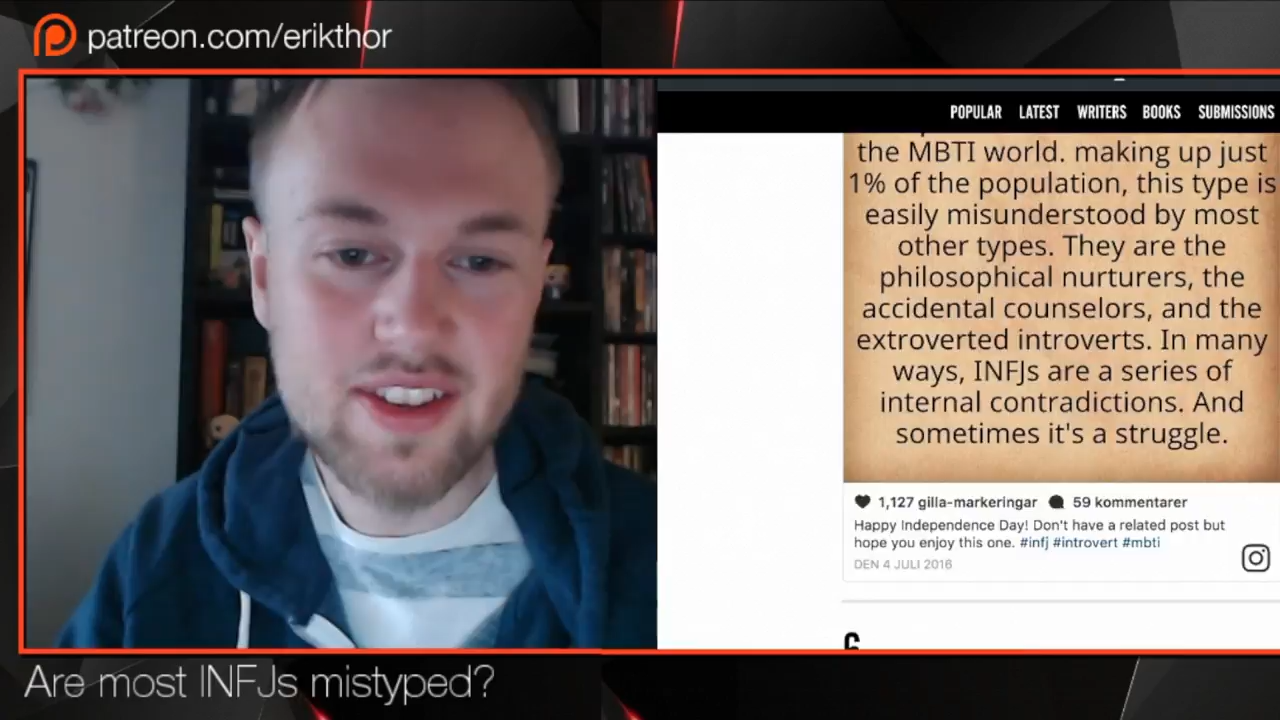 patreon.com/erikthor
POPULAR LATEST WRITERS BOOKS SUBMISSIONS
the MBTI world. making up just
1% of the population, this type is
easily misunderstood by most
other types. They are the
philosophical nurturers, the
accidental counselors, and the
extroverted introverts. In many
ways, INFJs are a series of
internal contradictions. And
sometimes it's a struggle.
1,127 gilla-markeringar 59 kommentarer
Happy Independence Day! Don't have a related post but
hope you enjoy this one. #infj #introvert #mbti
DEN 4 JULI 2016
Are most INFJs mistyped?